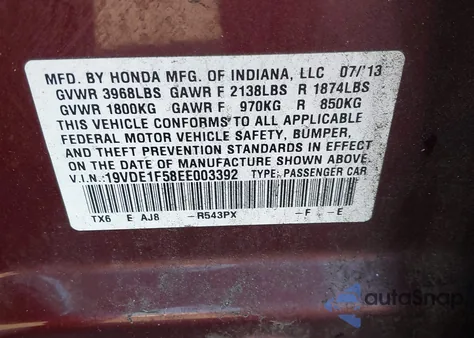 MFD. BY HONDA MFG. OF INDIANA, LLC 07/'13
GVWR 3968LBS GAWR F 2138LBS R 1874LBS
GVWR 1800KG GAWR F 970KG R 850KG
THIS VEHICLE CONFORMS TO ALL APPLICABLE
FEDERAL MOTOR VEHICLE SAFETY, BUMPER,
AND THEFT PREVENTION STANDARDS IN EFFECT
ON THE DATE OF MANUFACTURE SHOWN ABOVE.
V.I.N.:19VDE1F58EE003392 TYPE: PASSENGER CAR
TX6 E AJ8 -R543PX -F -E
autoSnap